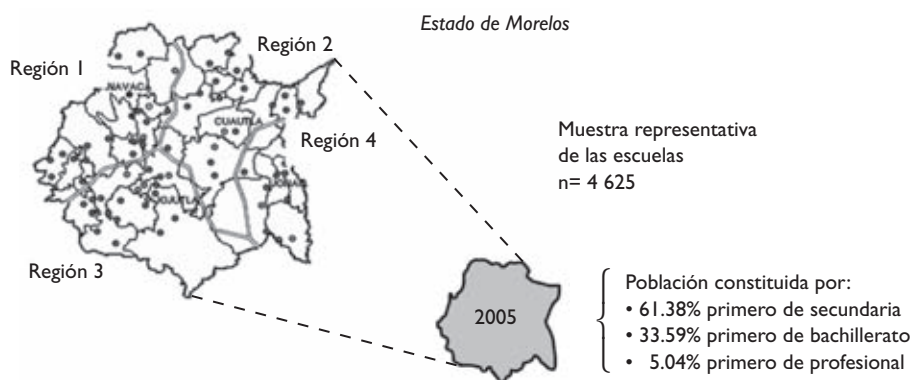 Estado de Morelos
Región 1
Región 2
CUAUTLA
Región 4
Región 3
Muestra representativa
de las escuelas
n= 4 625
2005
Población constituida por:
• 61.38% primero de secundaria
• 33.59% primero de bachillerato
• 5.04% primero de profesional